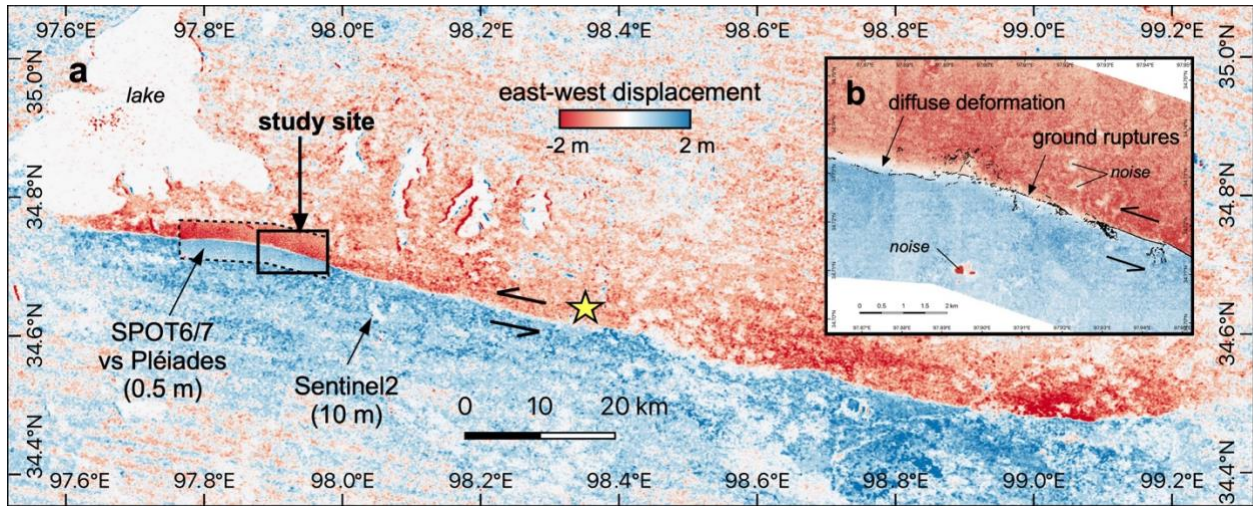 97.6°E 97.8°E 98.0°E 98.2°E 98.4°E 98.6°E 98.8°E 99.0°E 99.2°E
35.0°N
34.8°N
34.6°N
34.4°N
a
lake
study site
east-west displacement
-2 m 2 m
b
diffuse deformation
ground ruptures
noise
noise
0 0.5 1 1.5 2 km
SPOT6/7
vs Pléiades
(0.5 m)
Sentinel2
(10 m)
0 10 20 km
35.0°N
34.8°N
34.6°N
34.4°N
97.6°E 97.8°E 98.0°E 98.2°E 98.4°E 98.6°E 98.8°E 99.0°E 99.2°E